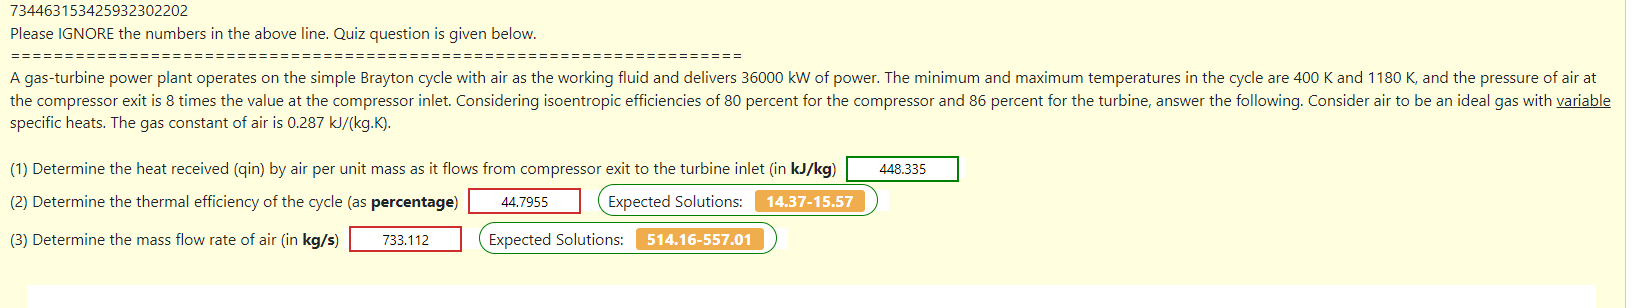 734463153425932302202
Please IGNORE the numbers in the above line. Quiz question is given below.
=====================================================================
A gas-turbine power plant operates on the simple Brayton cycle with air as the working fluid and delivers 36000 kW of power. The minimum and maximum temperatures in the cycle are 400 K and 1180 K, and the pressure of air at
the compressor exit is 8 times the value at the compressor inlet. Considering isoentropic efficiencies of 80 percent for the compressor and 86 percent for the turbine, answer the following. Consider air to be an ideal gas with variable
specific heats. The gas constant of air is 0.287 kJ/(kg.K).
(1) Determine the heat received (qin) by air per unit mass as it flows from compressor exit to the turbine inlet (in kJ/kg) 448.335
(2) Determine the thermal efficiency of the cycle (as percentage) 44.7955 Expected Solutions: 14.37-15.57
(3) Determine the mass flow rate of air (in kg/s) 733.112 Expected Solutions: 514.16-557.01